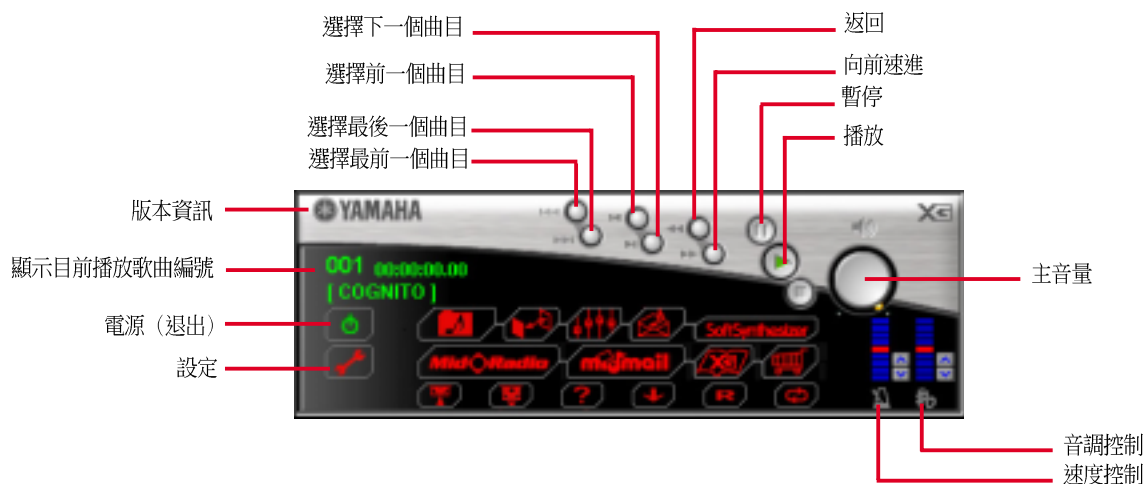 選擇下一個曲目
返回
選擇前一個曲目
向前速進
暫停
選擇最後一個曲目
播放
選擇最前一個曲目
版本資訊
YAMAHA
XG
顯示目前播放歌曲編號
001 00:00:00.00
主音量
[ COGNITO ]
電源（退出）
SoftSynthesizer
設定
MidRadio
midmail
XG
?
R
音調控制
速度控制